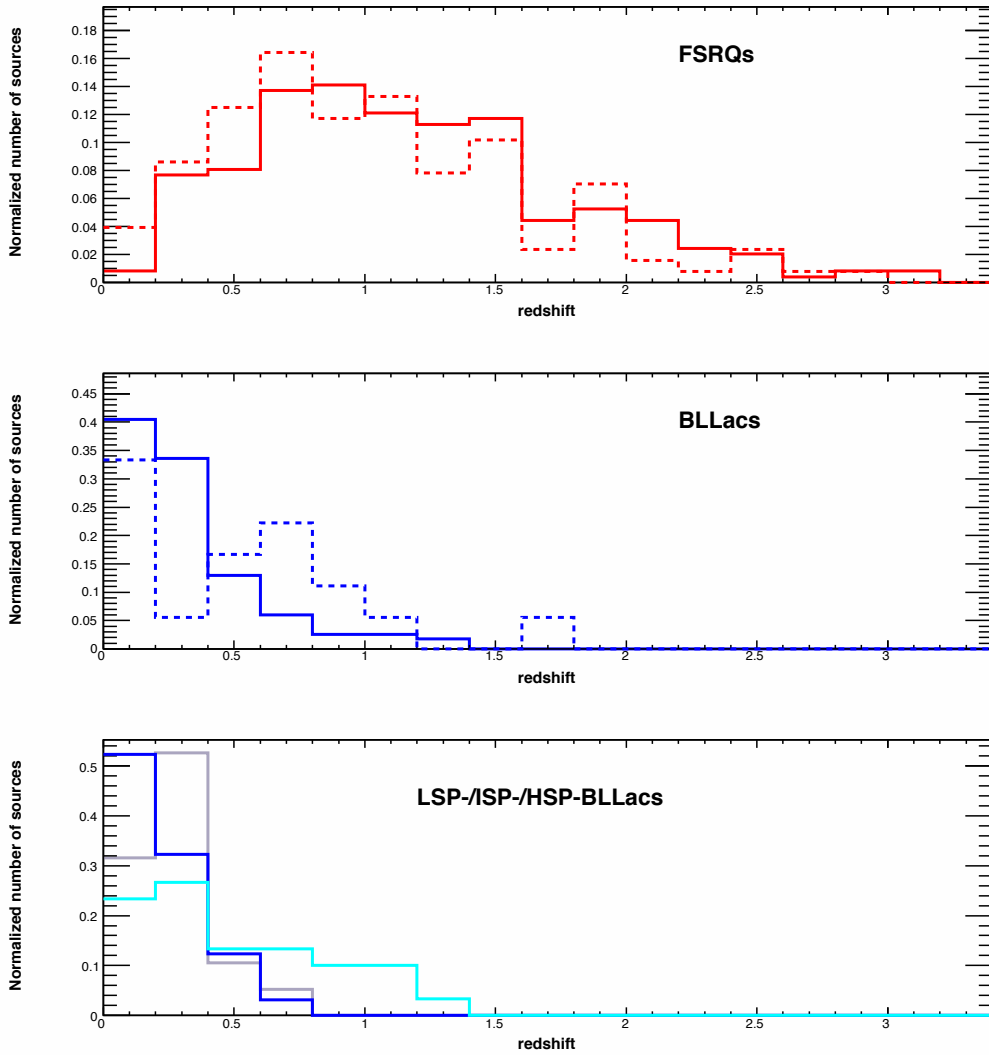 Normalized number of sources
0.18
0.16
0.14
0.12
0.1
0.08
0.06
0.04
0.02
0
FSRQs
0 0.5 1 1.5 2 2.5 3
redshift
Normalized number of sources
0.45
0.4
0.35
0.3
0.25
0.2
0.15
0.1
0.05
0
BLLacs
0 0.5 1 1.5 2 2.5 3
redshift
Normalized number of sources
0.5
0.4
0.3
0.2
0.1
0
LSP-/ISP-/HSP-BLLacs
0 0.5 1 1.5 2 2.5 3
redshift